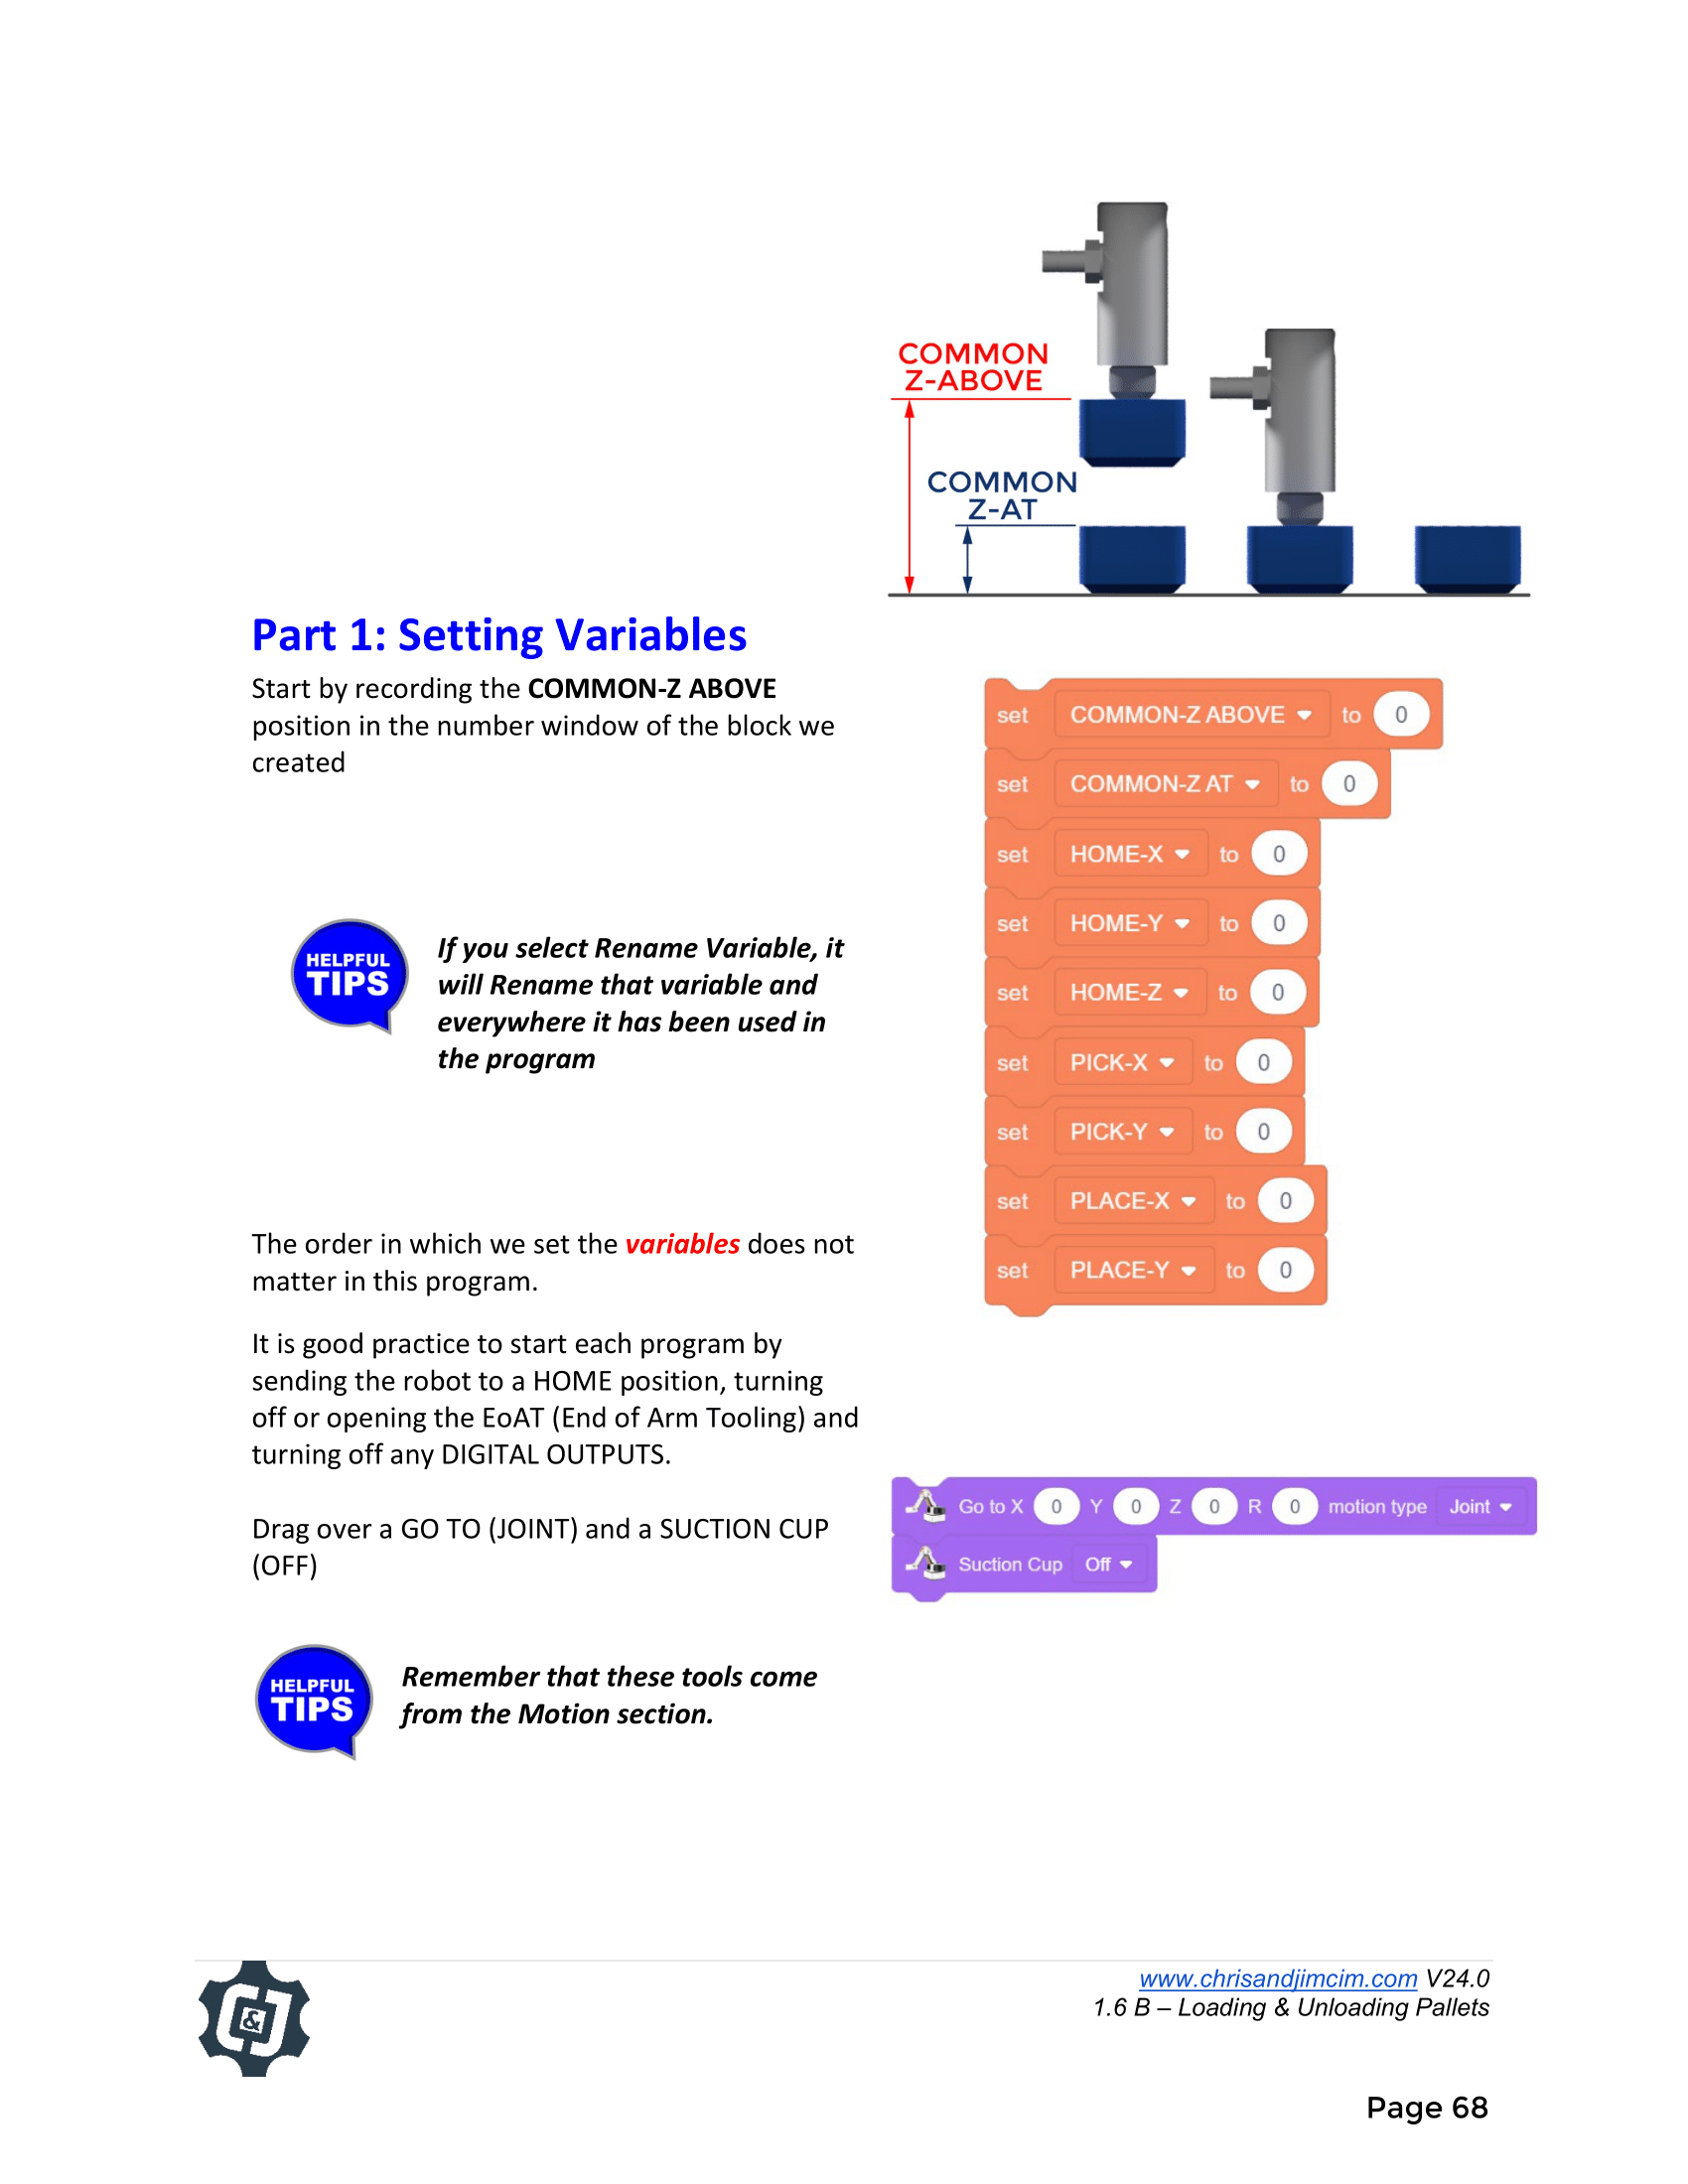 COMMON
Z-ABOVE
COMMON
Z-AT
Part 1: Setting Variables
Start by recording the COMMON-Z ABOVE
position in the number window of the block we
created
set COMMON-Z ABOVE to 0
set COMMON-Z AT to 0
set HOME-X to 0
set HOME-Y to 0
set HOME-Z to 0
set PICK-X to 0
set PICK-Y to 0
set PLACE-X to 0
set PLACE-Y to 0
HELPFUL
TIPS
If you select Rename Variable, it
will Rename that variable and
everywhere it has been used in
the program
The order in which we set the variables does not
matter in this program.
It is good practice to start each program by
sending the robot to a HOME position, turning
off or opening the EoAT (End of Arm Tooling) and
turning off any DIGITAL OUTPUTS.
Drag over a GO TO (JOINT) and a SUCTION CUP
(OFF)
Go to X 0 Y 0 Z 0 R 0 motion type Joint
Suction Cup Off
HELPFUL
TIPS
Remember that these tools come
from the Motion section.
&
www.chrisandjimcim.com V24.0
1.6 B – Loading & Unloading Pallets
Page 68